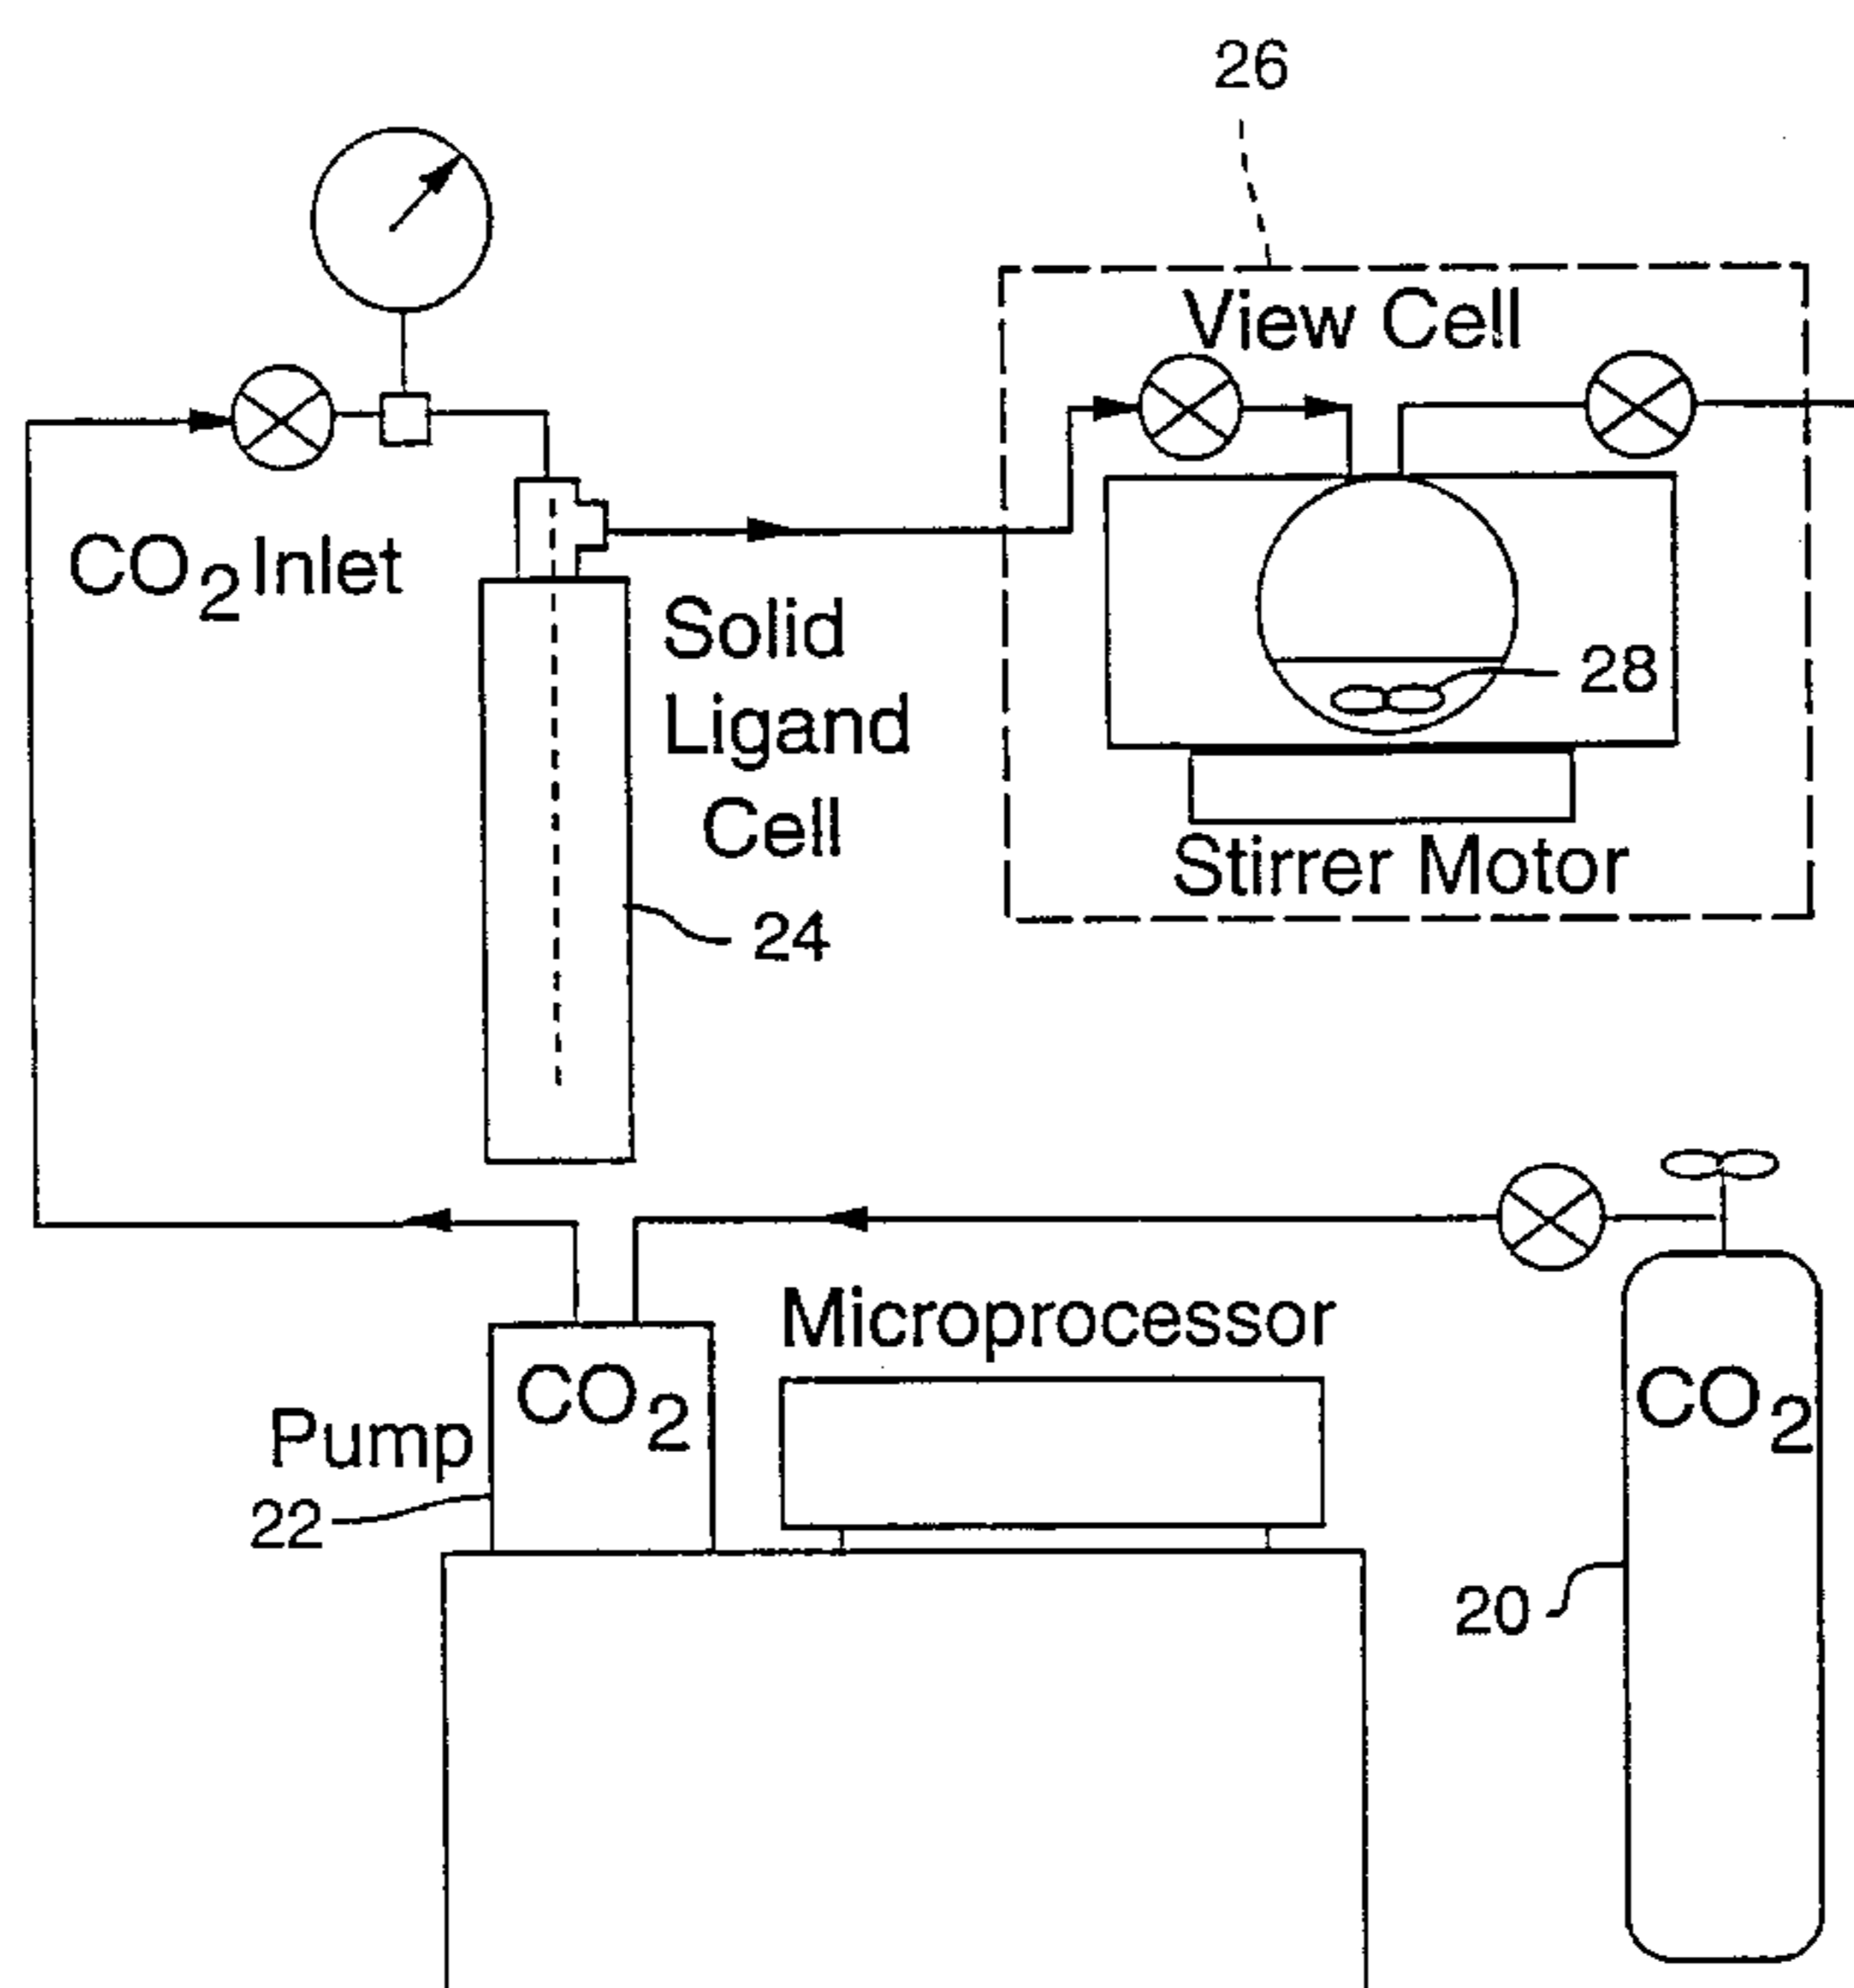 26
View Cell
CO2 Inlet
Solid
Ligand
Cell
28
Stirrer Motor
24
Microprocessor
CO2
CO2
Pump
22
20